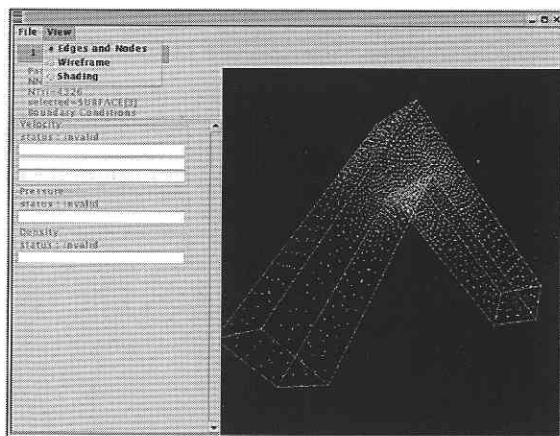 File View
1
Edges and Nodes
Wireframe
Shading
NTri=4326
selected=SURFACE[3]
Boundary Conditions
Velocity
status : invalid
Pressure
status : invalid
Density
status : invalid